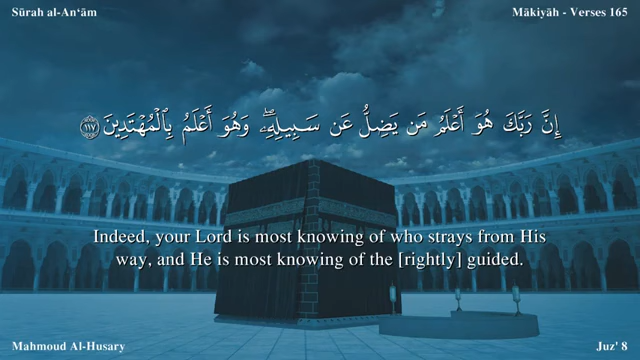 Sūrah al-An‘ām
Mākiyāh - Verses 165
إِنَّ رَبَّكَ هُوَ أَعْلَمُ مَن يَضِلُّ عَن سَبِيلِهِۦۖ وَهُوَ أَعْلَمُ بِٱلْمُهْتَدِينَ ١١٧
Indeed, your Lord is most knowing of who strays from His
way, and He is most knowing of the [rightly] guided.
Mahmoud Al-Husary
Juz' 8